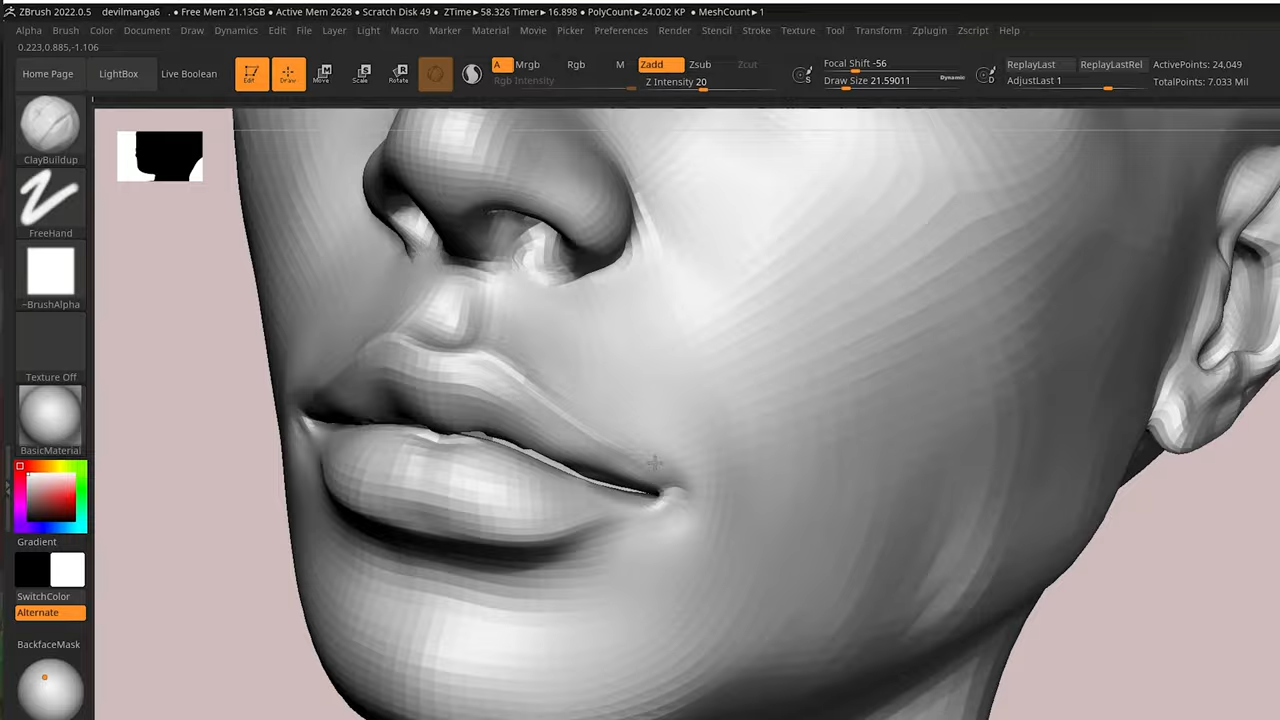 ZBrush 2022.0.5 devilmanga6 . • Free Mem 21.13GB • Active Mem 2628 • Scratch Disk 49 • ZTime▸58.326 Timer▸16.898 • PolyCount▸24.002 KP • MeshCount▸1
Alpha Brush Color Document Draw Dynamics Edit File Layer Light Macro Marker Material Movie Picker Preferences Render Stencil Stroke Texture Tool Transform Zplugin Zscript Help
0.223,0.885,-1.106
Home Page LightBox Live Boolean Edit Draw Move Scale Rotate A Mrgb Rgb M Zadd Zsub Zcut Focal Shift -56 ReplayLast ReplayLastRel ActivePoints: 24,049
Rgb Intensity Z Intensity 20 Draw Size 21.59011 Dynamic AdjustLast 1 TotalPoints: 7.033 Mil
S D
ClayBuildup
FreeHand
~BrushAlpha
Texture Off
BasicMaterial
Gradient
SwitchColor
Alternate
BackfaceMask